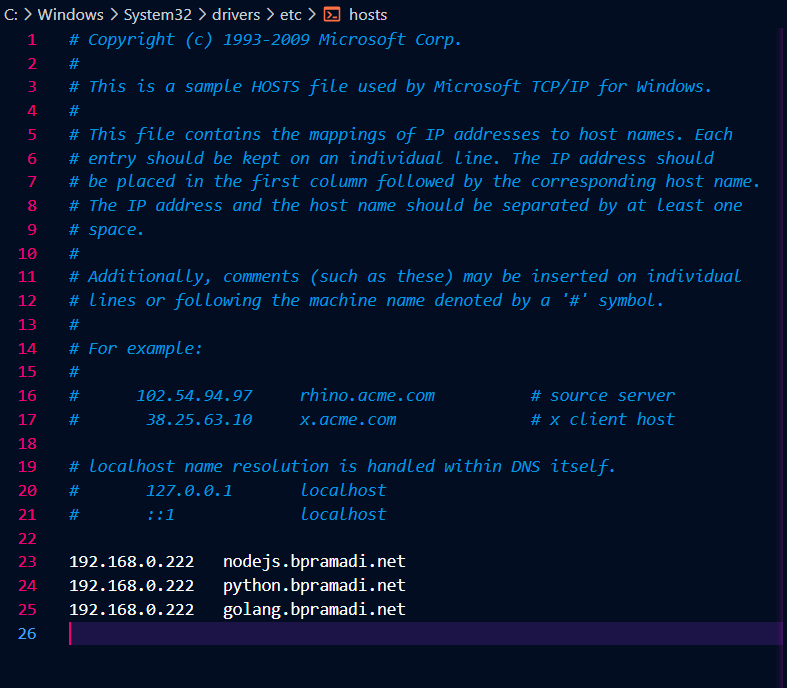 C: > Windows > System32 > drivers > etc > hosts
1 # Copyright (c) 1993-2009 Microsoft Corp.
2 #
3 # This is a sample HOSTS file used by Microsoft TCP/IP for Windows.
4 #
5 # This file contains the mappings of IP addresses to host names. Each
6 # entry should be kept on an individual line. The IP address should
7 # be placed in the first column followed by the corresponding host name.
8 # The IP address and the host name should be separated by at least one
9 # space.
10 #
11 # Additionally, comments (such as these) may be inserted on individual
12 # lines or following the machine name denoted by a '#' symbol.
13 #
14 # For example:
15 #
16 #      102.54.94.97     rhino.acme.com          # source server
17 #       38.25.63.10     x.acme.com              # x client host
18
19 # localhost name resolution is handled within DNS itself.
20 #       127.0.0.1       localhost
21 #       ::1             localhost
22
23 192.168.0.222   nodejs.bpramadi.net
24 192.168.0.222   python.bpramadi.net
25 192.168.0.222   golang.bpramadi.net
26